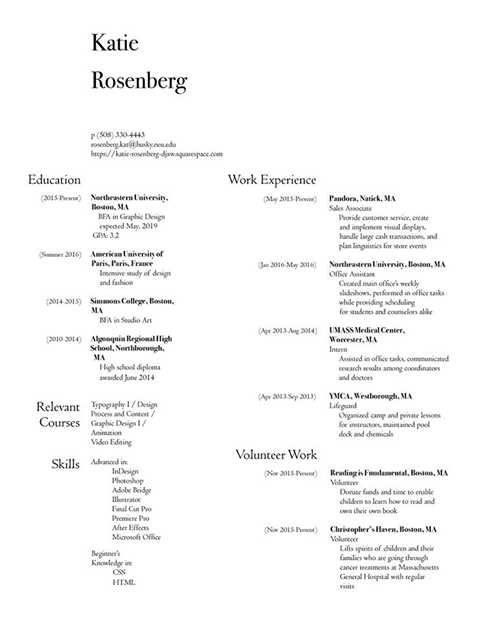 Katie
Rosenberg
p (508) 330-4443
rosenberg.kat@husky.neu.edu
https://katie-rosenberg-djxw.squarespace.com
Education
(2015-Present) Northeastern University,
Boston, MA
BFA in Graphic Design
expected May, 2019
GPA: 3.2
(Summer 2016) American University of
Paris, Paris, France
Intensive study of design
and fashion
(2014-2015) Simmons College, Boston,
MA
BFA in Studio Art
(2010-2014) Algonquin Regional High
School, Northborough,
MA
High school diploma
awarded June 2014
Relevant
Courses
Typography I / Design
Process and Context /
Graphic Design I /
Animation
Video Editing
Skills
Advanced in:
InDesign
Photoshop
Adobe Bridge
Illustrator
Final Cut Pro
Premiere Pro
After Effects
Microsoft Office
Beginner's
Knowledge in:
CSS
HTML
Work Experience
(May 2015-Present) Pandora, Natick, MA
Sales Associate
Provide customer service, create
and implement visual displays,
handle large cash transactions, and
plan linguistics for store events
(Jan 2016-May 2016) Northeastern University, Boston, MA
Office Assistant
Created main office's weekly
slideshows, performed in office tasks
while providing scheduling
for students and counselors alike
(Apr 2013-Aug 2014) UMASS Medical Center,
Worcester, MA
Intern
Assisted in office tasks, communicated
research results among coordinators
and doctors
(Apr 2013-Sep 2013) YMCA, Westborough, MA
Lifeguard
Organized camp and private lessons
for instructors, maintained pool
deck and chemicals
Volunteer Work
(Nov 2015-Present) Reading is Fundamental, Boston, MA
Volunteer
Donate funds and time to enable
children to learn how to read and
own their own book
(Nov 2015-Present) Christopher's Haven, Boston, MA
Volunteer
Lifts spirits of children and their
families who are going through
cancer treatments at Massachusetts
General Hospital with regular
visits